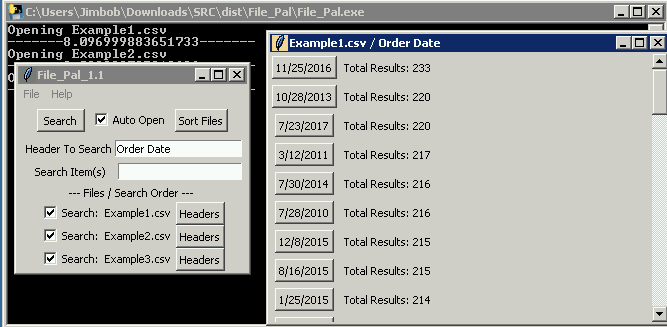 C:\Users\Jimbob\Downloads\SRC\dist\File_Pal\File_Pal.exe
Opening Example1.csv
-------8.096999883651733-------
Opening Example2.csv
File_Pal_1.1
File Help
Search Auto Open Sort Files
Header To Search Order Date
Search Item(s)
--- Files / Search Order ---
Search: Example1.csv Headers
Search: Example2.csv Headers
Search: Example3.csv Headers
Example1.csv / Order Date
11/25/2016 Total Results: 233
10/28/2013 Total Results: 220
7/23/2017 Total Results: 220
3/12/2011 Total Results: 217
7/30/2014 Total Results: 216
7/28/2010 Total Results: 216
12/8/2015 Total Results: 215
8/16/2015 Total Results: 215
1/25/2015 Total Results: 214